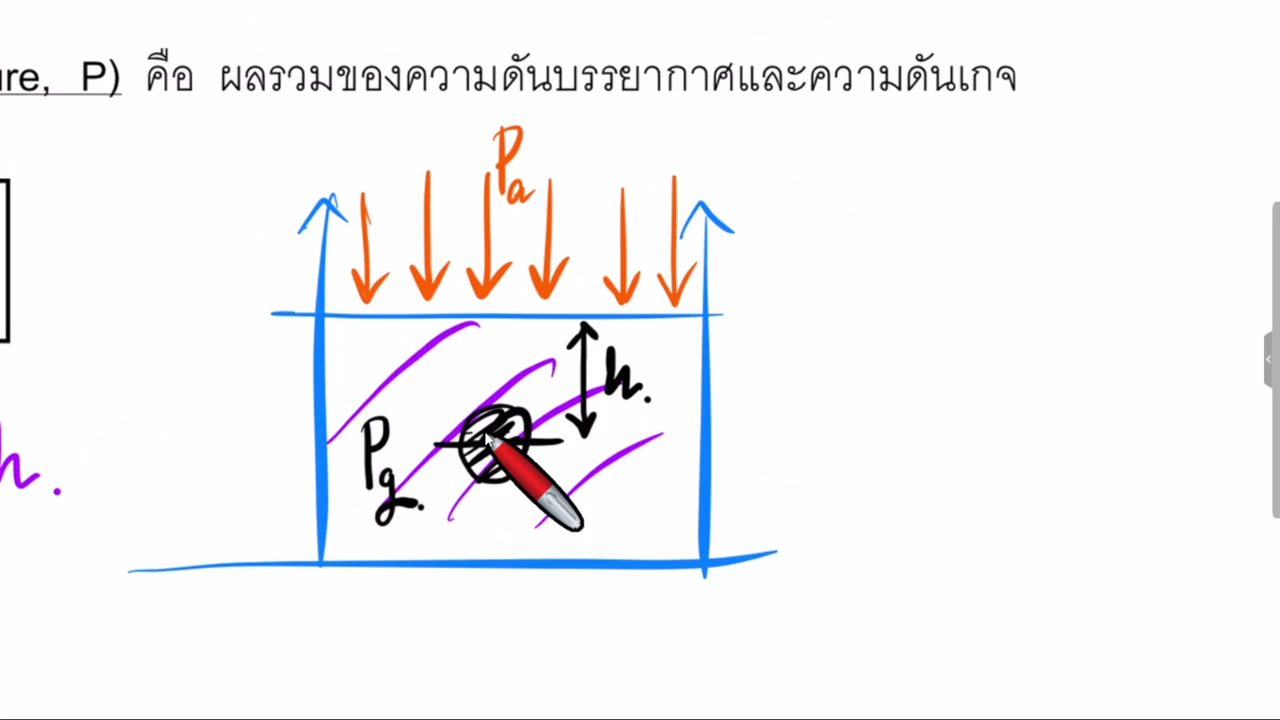 ure, P) คือ ผลรวมของความดันบรรยากาศและความดันเกจ
Pa
h.
Pg.
h.